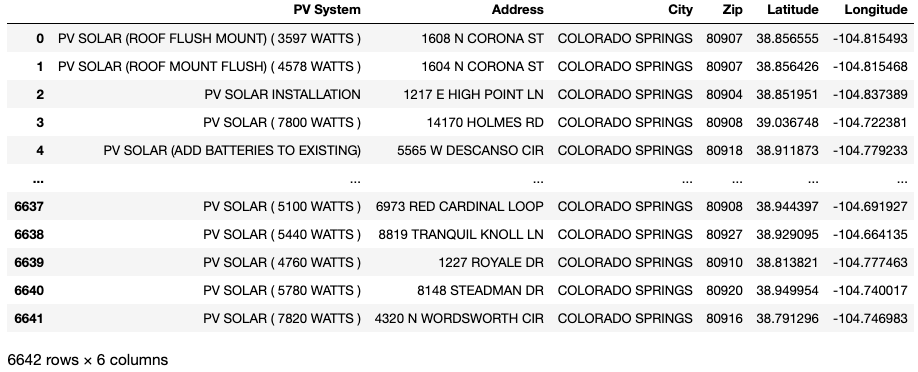 PV System Address City Zip Latitude Longitude
0 PV SOLAR (ROOF FLUSH MOUNT) ( 3597 WATTS ) 1608 N CORONA ST COLORADO SPRINGS 80907 38.856555 -104.815493
1 PV SOLAR (ROOF MOUNT FLUSH) ( 4578 WATTS ) 1604 N CORONA ST COLORADO SPRINGS 80907 38.856426 -104.815468
2 PV SOLAR INSTALLATION 1217 E HIGH POINT LN COLORADO SPRINGS 80904 38.851951 -104.837389
3 PV SOLAR ( 7800 WATTS ) 14170 HOLMES RD COLORADO SPRINGS 80908 39.036748 -104.722381
4 PV SOLAR (ADD BATTERIES TO EXISTING) 5565 W DESCANSO CIR COLORADO SPRINGS 80918 38.911873 -104.779233
... ... ... ... ... ... ...
6637 PV SOLAR ( 5100 WATTS ) 6973 RED CARDINAL LOOP COLORADO SPRINGS 80908 38.944397 -104.691927
6638 PV SOLAR ( 5440 WATTS ) 8819 TRANQUIL KNOLL LN COLORADO SPRINGS 80927 38.929095 -104.664135
6639 PV SOLAR ( 4760 WATTS ) 1227 ROYALE DR COLORADO SPRINGS 80910 38.813821 -104.777463
6640 PV SOLAR ( 5780 WATTS ) 8148 STEADMAN DR COLORADO SPRINGS 80920 38.949954 -104.740017
6641 PV SOLAR ( 7820 WATTS ) 4320 N WORDSWORTH CIR COLORADO SPRINGS 80916 38.791296 -104.746983
6642 rows × 6 columns